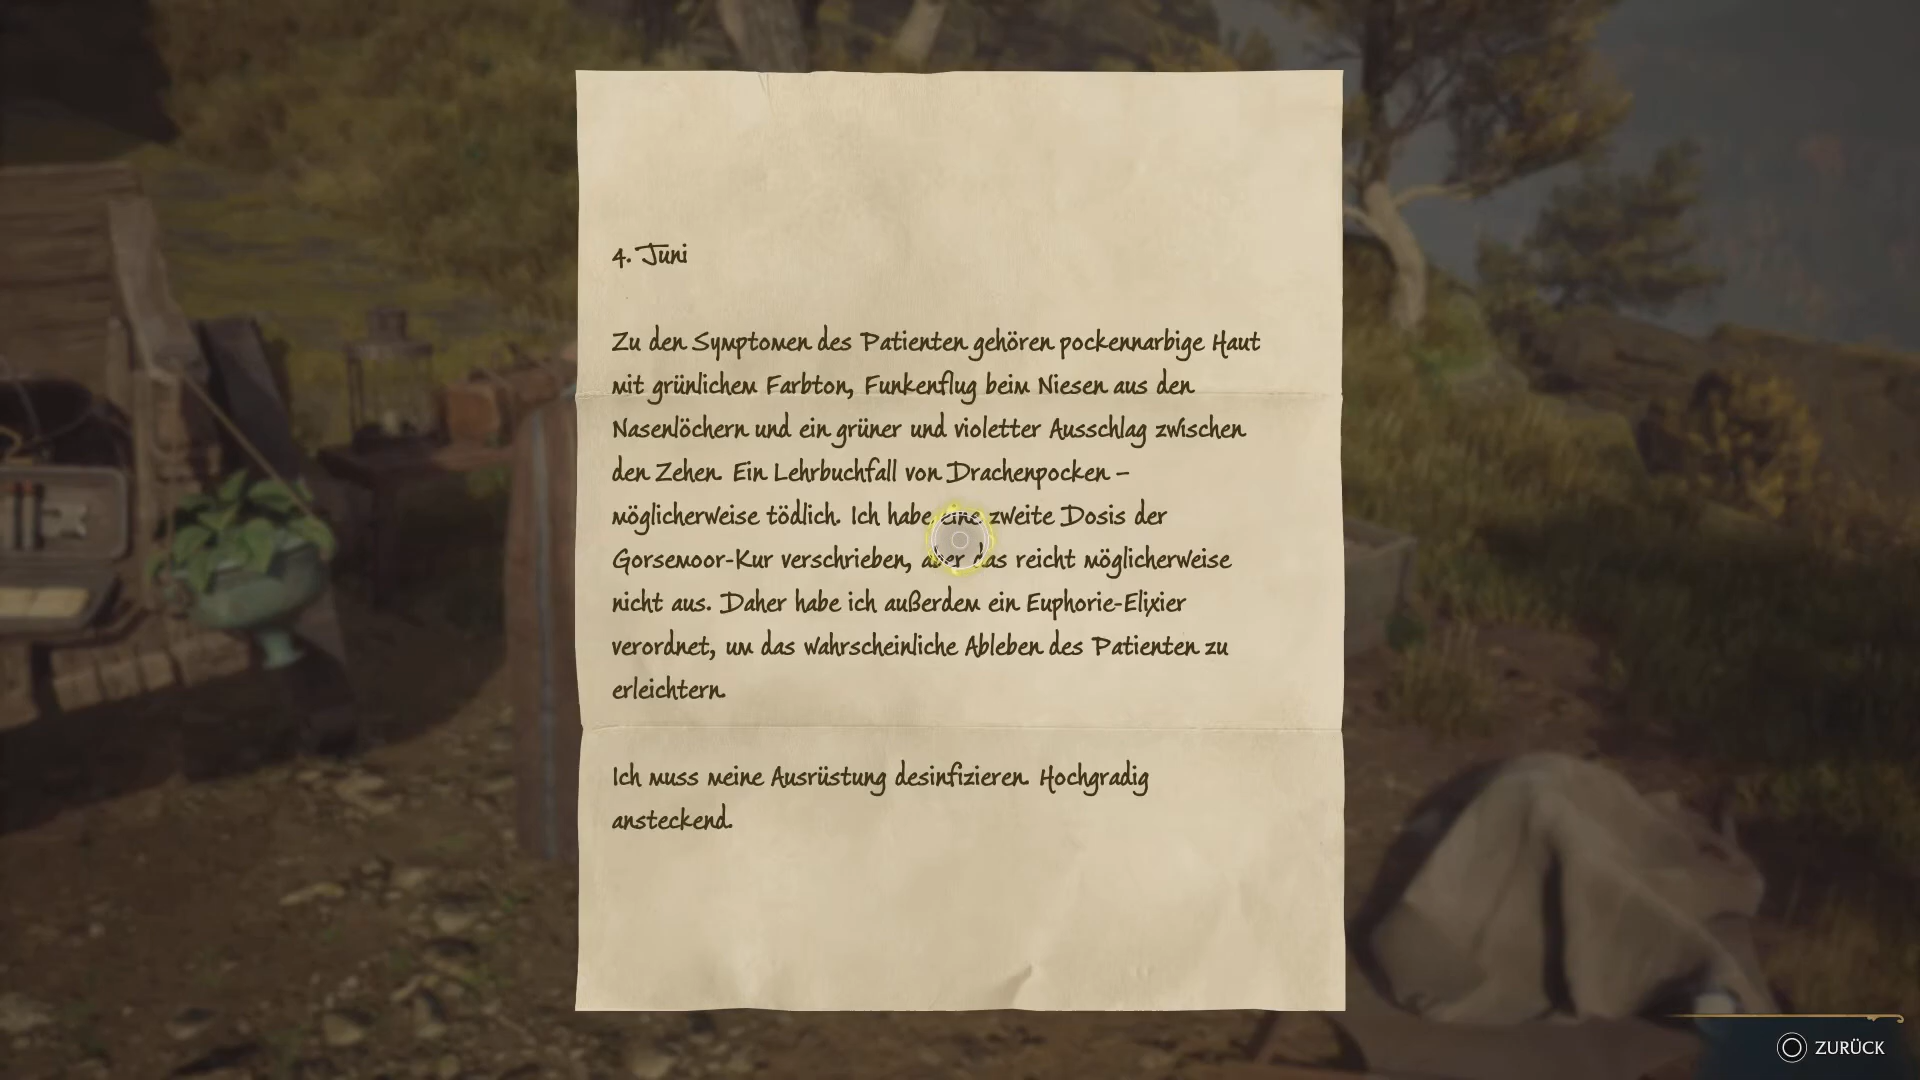 4. Juni
Zu den Symptomen des Patienten gehören pockennarbige Haut
mit grünlichem Farbton, Funkenflug beim Niesen aus den
Nasenlöchern und ein grüner und violetter Ausschlag zwischen
den Zehen. Ein Lehrbuchfall von Drachenpocken –
möglicherweise tödlich. Ich habe eine zweite Dosis der
Gorsemoor-Kur verschrieben, aber das reicht möglicherweise
nicht aus. Daher habe ich außerdem ein Euphorie-Elixier
verordnet, um das wahrscheinliche Ableben des Patienten zu
erleichtern.
Ich muss meine Ausrüstung desinfizieren. Hochgradig
ansteckend.
ZURÜCK